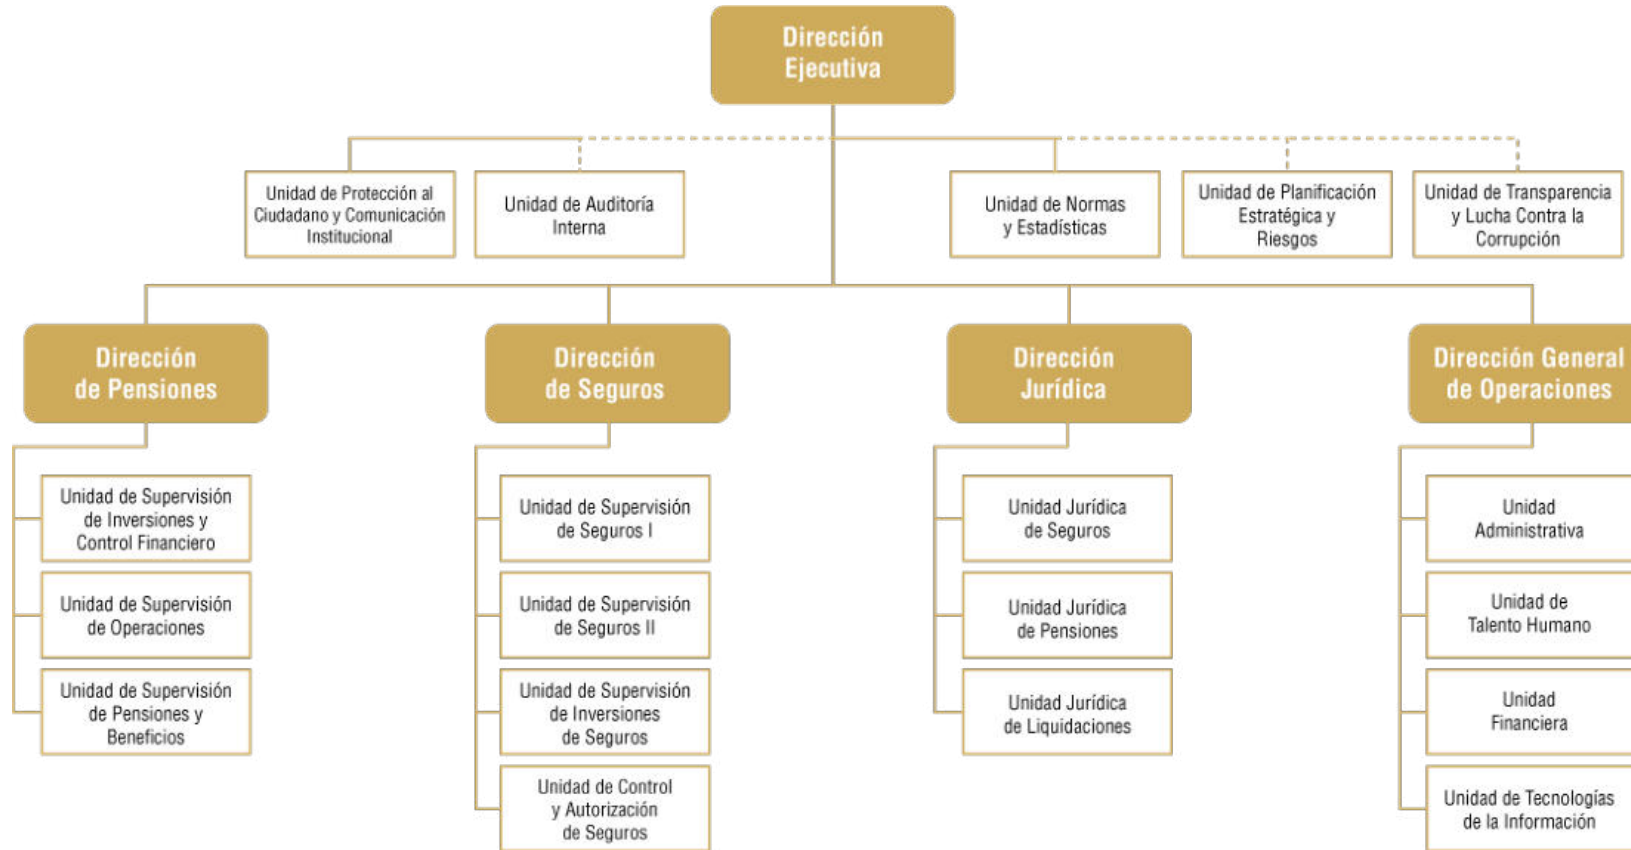 Dirección
Ejecutiva
Unidad de Protección al
Ciudadano y Comunicación
Institucional
Unidad de Auditoría
Interna
Unidad de Normas
y Estadísticas
Unidad de Planificación
Estratégica y
Riesgos
Unidad de Transparencia
y Lucha Contra la
Corrupción
Dirección
de Pensiones
Unidad de Supervisión
de Inversiones y
Control Financiero
Unidad de Supervisión
de Operaciones
Unidad de Supervisión
de Pensiones y
Beneficios
Dirección
de Seguros
Unidad de Supervisión
de Seguros I
Unidad de Supervisión
de Seguros II
Unidad de Supervisión
de Inversiones
de Seguros
Unidad de Control
y Autorización
de Seguros
Dirección
Jurídica
Unidad Jurídica
de Seguros
Unidad Jurídica
de Pensiones
Unidad Jurídica
de Liquidaciones
Dirección General
de Operaciones
Unidad
Administrativa
Unidad de
Talento Humano
Unidad
Financiera
Unidad de Tecnologías
de la Información